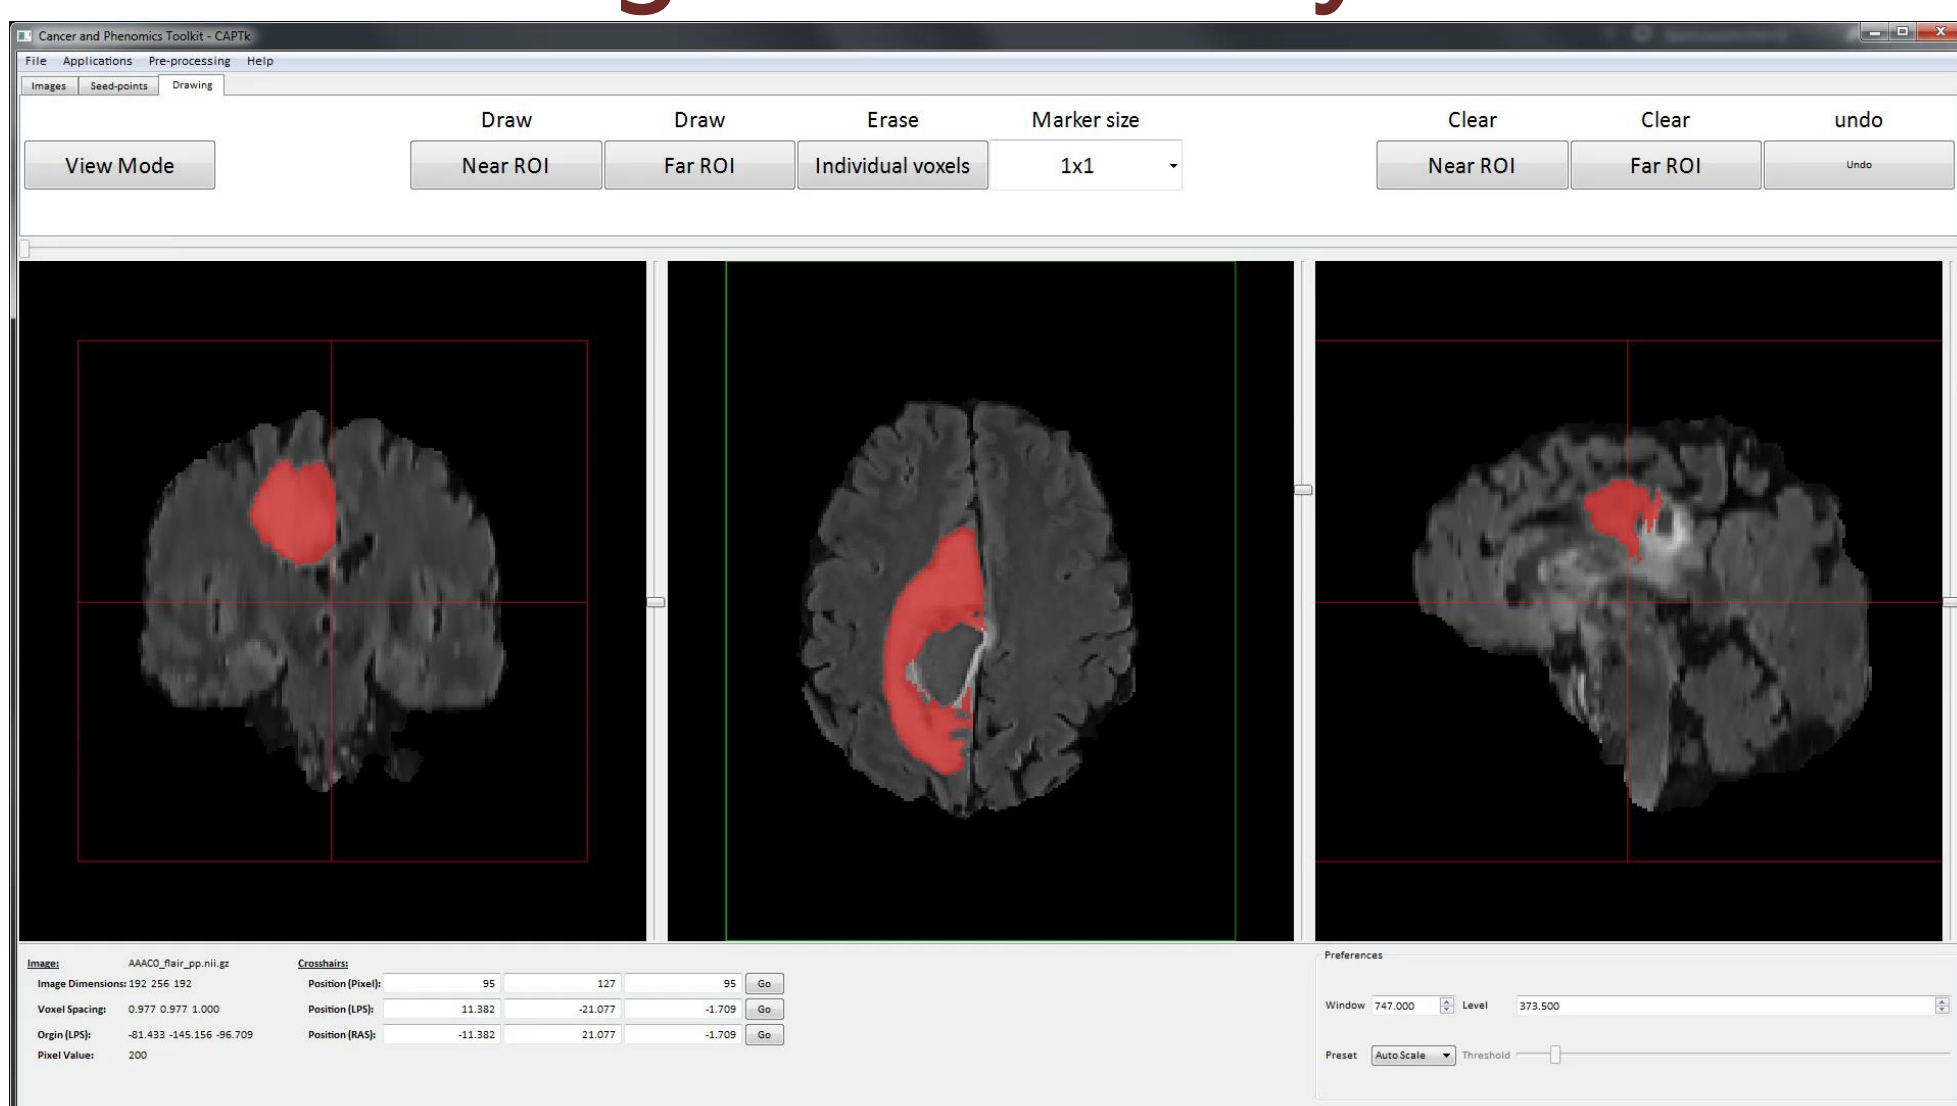 Cancer and Phenomics Toolkit - CAPTk
File Applications Pre-processing Help
Images Seed-points Drawing
Draw Draw Erase Marker size Clear Clear undo
View Mode Near ROI Far ROI Individual voxels 1x1 Near ROI Far ROI Undo
Image: AAAC0_flair_pp.nii.gz Crosshairs: Preferences
Image Dimensions: 192 256 192 Position (Pixel): 95 127 95 Go
Voxel Spacing: 0.977 0.977 1.000 Position (LPS): 11.382 -21.077 -1.709 Go Window 747.000 Level 373.500
Orgin (LPS): -81.433 -145.156 -96.709 Position (RAS): -11.382 21.077 -1.709 Go
Pixel Value: 200 Preset Auto Scale Threshold